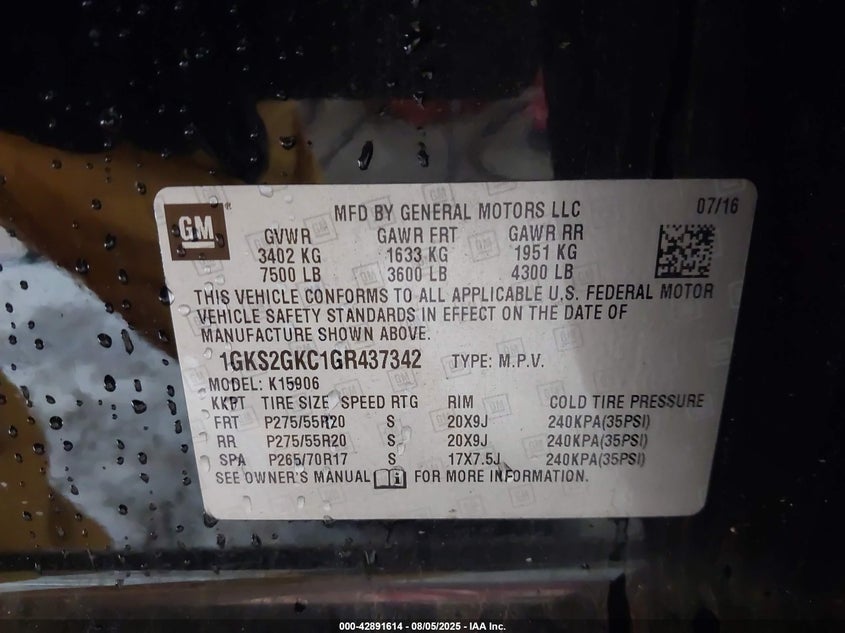 GM ® MFD BY GENERAL MOTORS LLC 07/16
GVWR GAWR FRT GAWR RR
3402 KG 1633 KG 1951 KG
7500 LB 3600 LB 4300 LB
THIS VEHICLE CONFORMS TO ALL APPLICABLE U.S. FEDERAL MOTOR
VEHICLE SAFETY STANDARDS IN EFFECT ON THE DATE OF
MANUFACTURE SHOWN ABOVE.
1GKS2GKC1GR437342 TYPE: M.P.V.
MODEL: K15906
KKPT TIRE SIZE SPEED RTG RIM COLD TIRE PRESSURE
FRT P275/55R20 S 20X9J 240KPA(35PSI)
RR P275/55R20 S 20X9J 240KPA(35PSI)
SPA P265/70R17 S 17X7.5J 240KPA(35PSI)
SEE OWNER'S MANUAL FOR MORE INFORMATION.
000-42891614 - 08/05/2025 - IAA Inc.